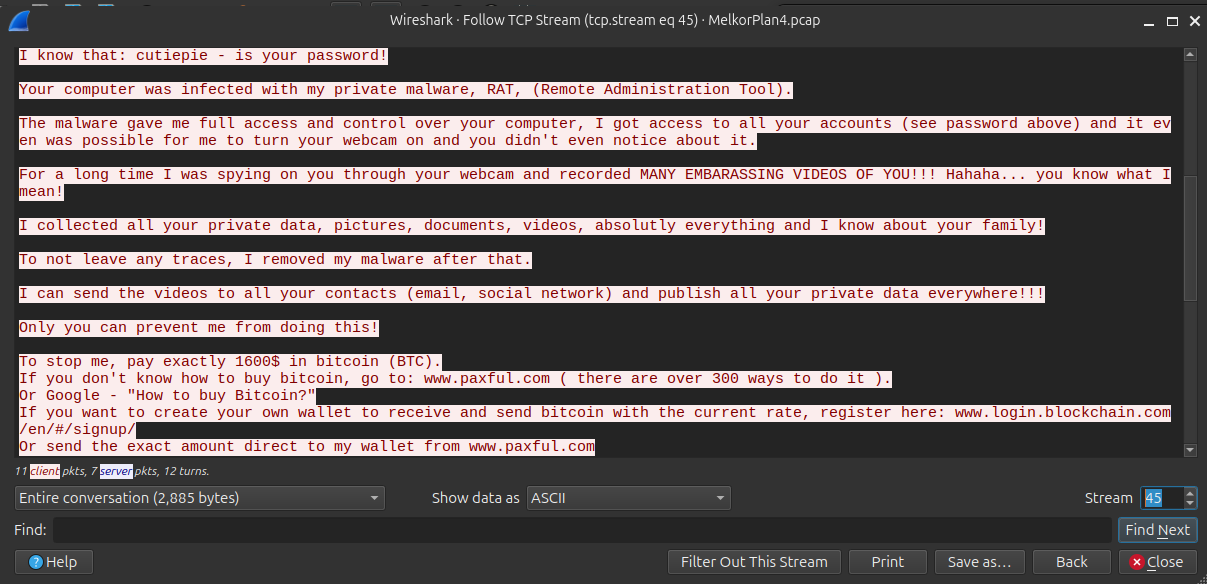 Wireshark · Follow TCP Stream (tcp.stream eq 45) · MelkorPlan4.pcap
I know that: cutiepie - is your password!
Your computer was infected with my private malware, RAT, (Remote Administration Tool).
The malware gave me full access and control over your computer, I got access to all your accounts (see password above) and it ev
en was possible for me to turn your webcam on and you didn't even notice about it.
For a long time I was spying on you through your webcam and recorded MANY EMBARASSING VIDEOS OF YOU!!! Hahaha... you know what I
mean!
I collected all your private data, pictures, documents, videos, absolutly everything and I know about your family!
To not leave any traces, I removed my malware after that.
I can send the videos to all your contacts (email, social network) and publish all your private data everywhere!!!
Only you can prevent me from doing this!
To stop me, pay exactly 1600$ in bitcoin (BTC).
If you don't know how to buy bitcoin, go to: www.paxful.com ( there are over 300 ways to do it ).
Or Google - "How to buy Bitcoin?"
If you want to create your own wallet to receive and send bitcoin with the current rate, register here: www.login.blockchain.com
/en/#/signup/
Or send the exact amount direct to my wallet from www.paxful.com
11 client pkts, 7 server pkts, 12 turns.
Entire conversation (2,885 bytes) Show data as ASCII Stream 45
Find: Find Next
Help Filter Out This Stream Print Save as... Back Close